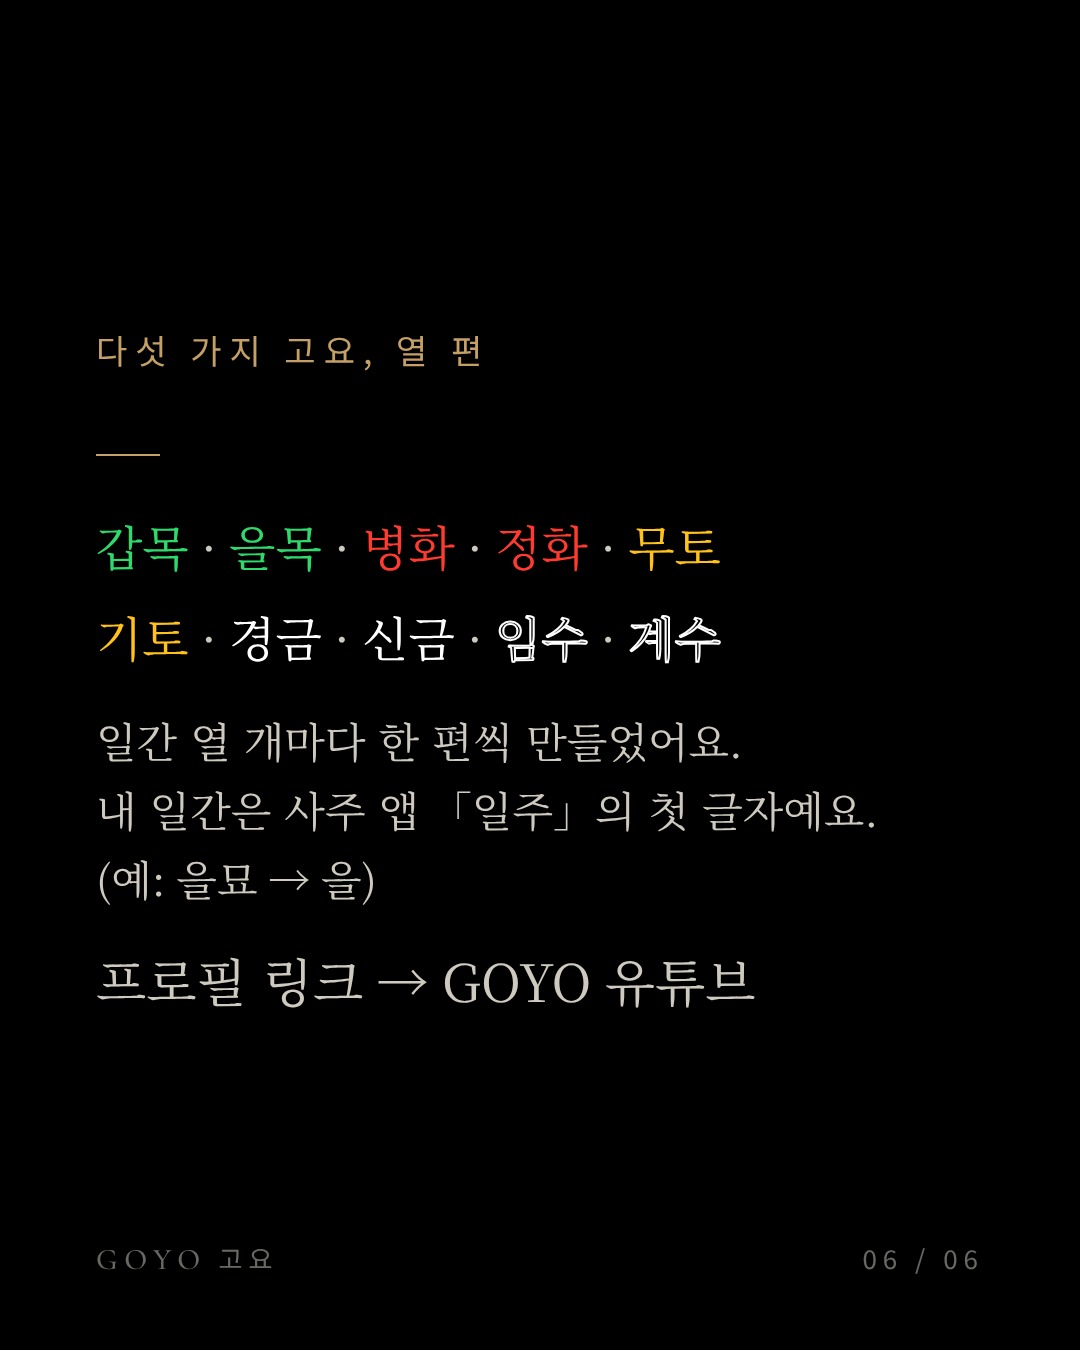 다섯 가지 고요, 열 편
갑목 · 을목 · 병화 · 정화 · 무토
기토 · 경금 · 신금 · 임수 · 계수
일간 열 개마다 한 편씩 만들었어요.
내 일간은 사주 앱 「일주」의 첫 글자예요.
(예: 을묘 → 을)
프로필 링크 → GOYO 유튜브
GOYO 고요
06 / 06